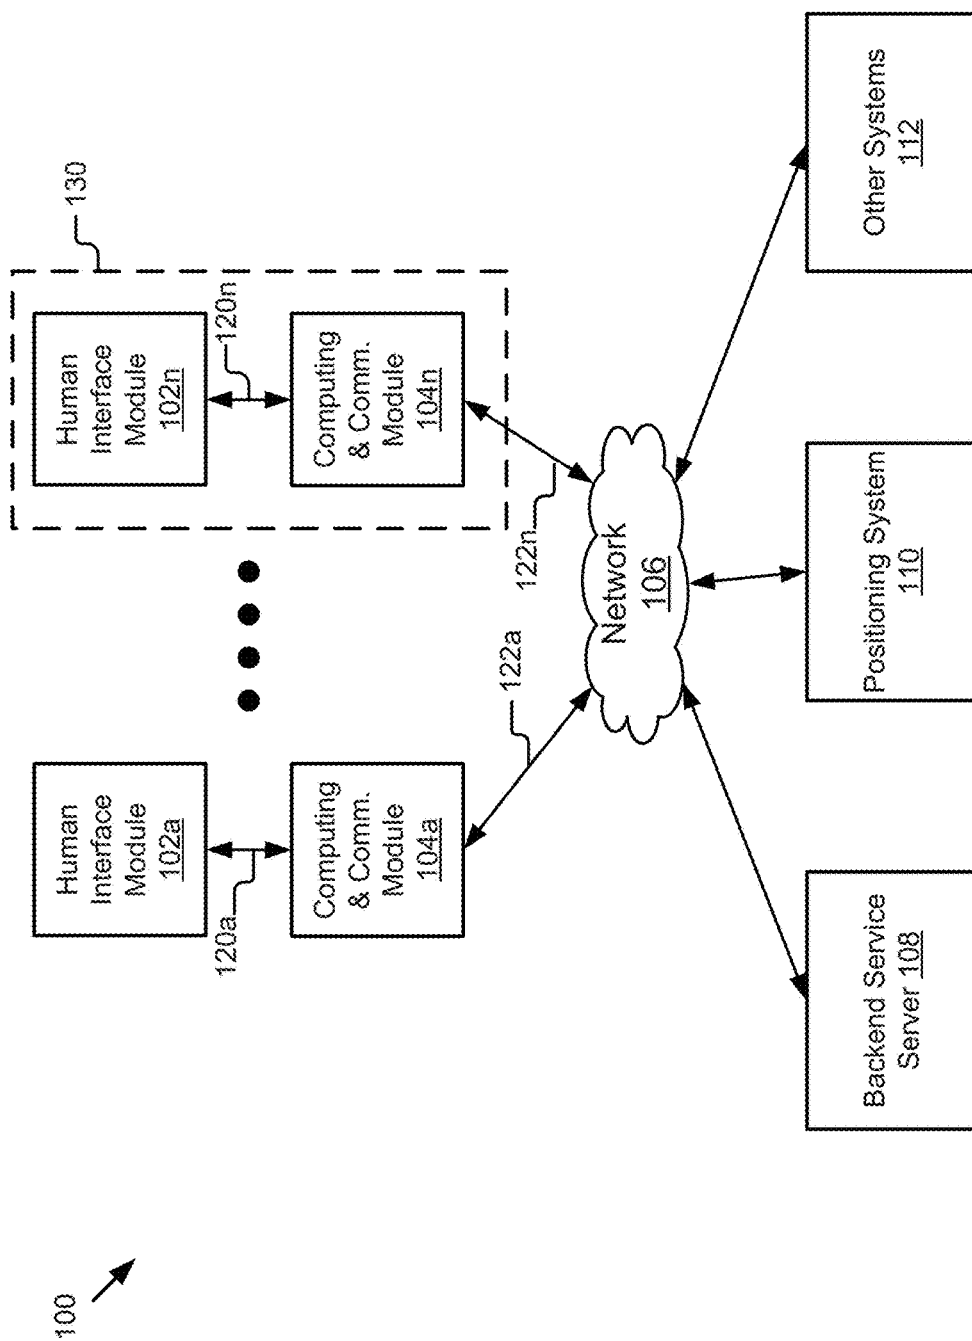 100
Human
Interface
Module
102a
120a
Computing
& Comm.
Module
104a
122a
Human
Interface
Module
102n
120n
Computing
& Comm.
Module
104n
122n
130
Network
106
Backend Service
Server 108
Positioning System
110
Other Systems
112